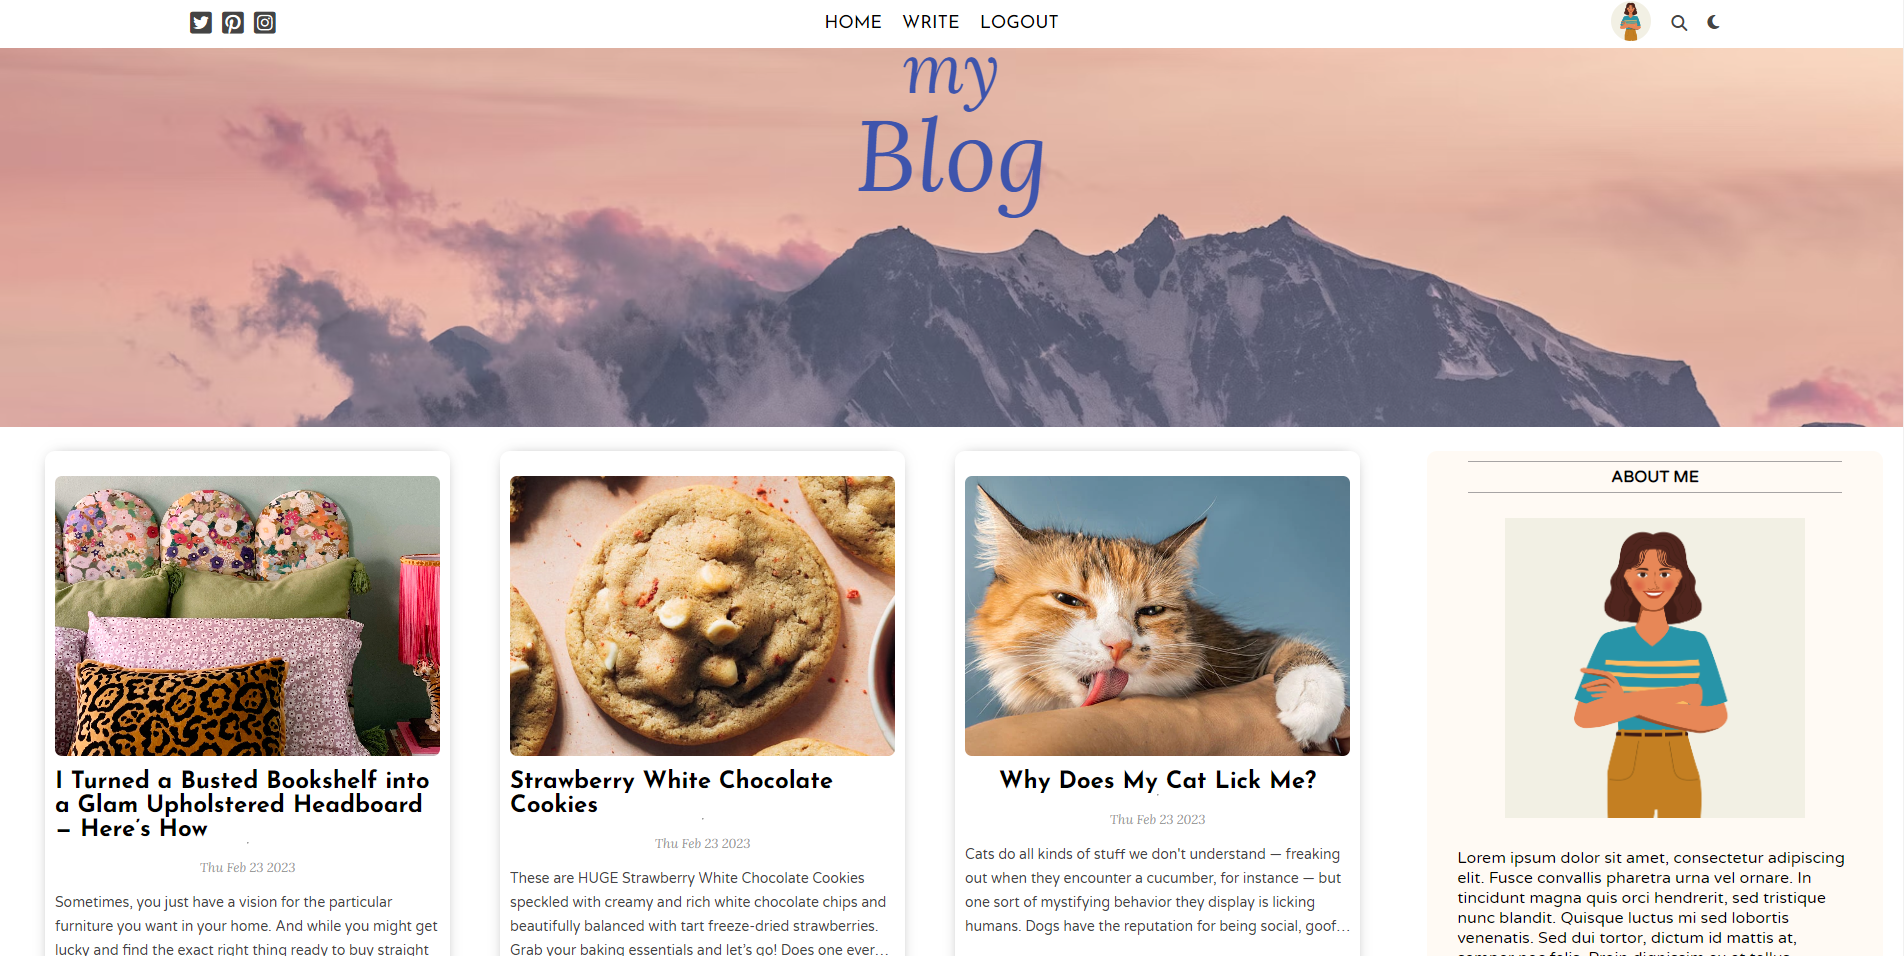 HOME WRITE LOGOUT
my
Blog
I Turned a Busted Bookshelf into
a Glam Upholstered Headboard
– Here's How
Thu Feb 23 2023
Sometimes, you just have a vision for the particular
furniture you want in your home. And while you might get
lucky and find the exact right thing ready to buy straight
Strawberry White Chocolate
Cookies
Thu Feb 23 2023
These are HUGE Strawberry White Chocolate Cookies
speckled with creamy and rich white chocolate chips and
beautifully balanced with tart freeze-dried strawberries.
Grab your baking essentials and let's go! Does one ever…
Why Does My Cat Lick Me?
Thu Feb 23 2023
Cats do all kinds of stuff we don't understand — freaking
out when they encounter a cucumber, for instance — but
one sort of mystifying behavior they display is licking
humans. Dogs have the reputation for being social, goof…
ABOUT ME
Lorem ipsum dolor sit amet, consectetur adipiscing
elit. Fusce convallis pharetra urna vel ornare. In
tincidunt magna quis orci hendrerit, sed tristique
nunc blandit. Quisque luctus mi sed lobortis
venenatis. Sed dui tortor, dictum id mattis at,